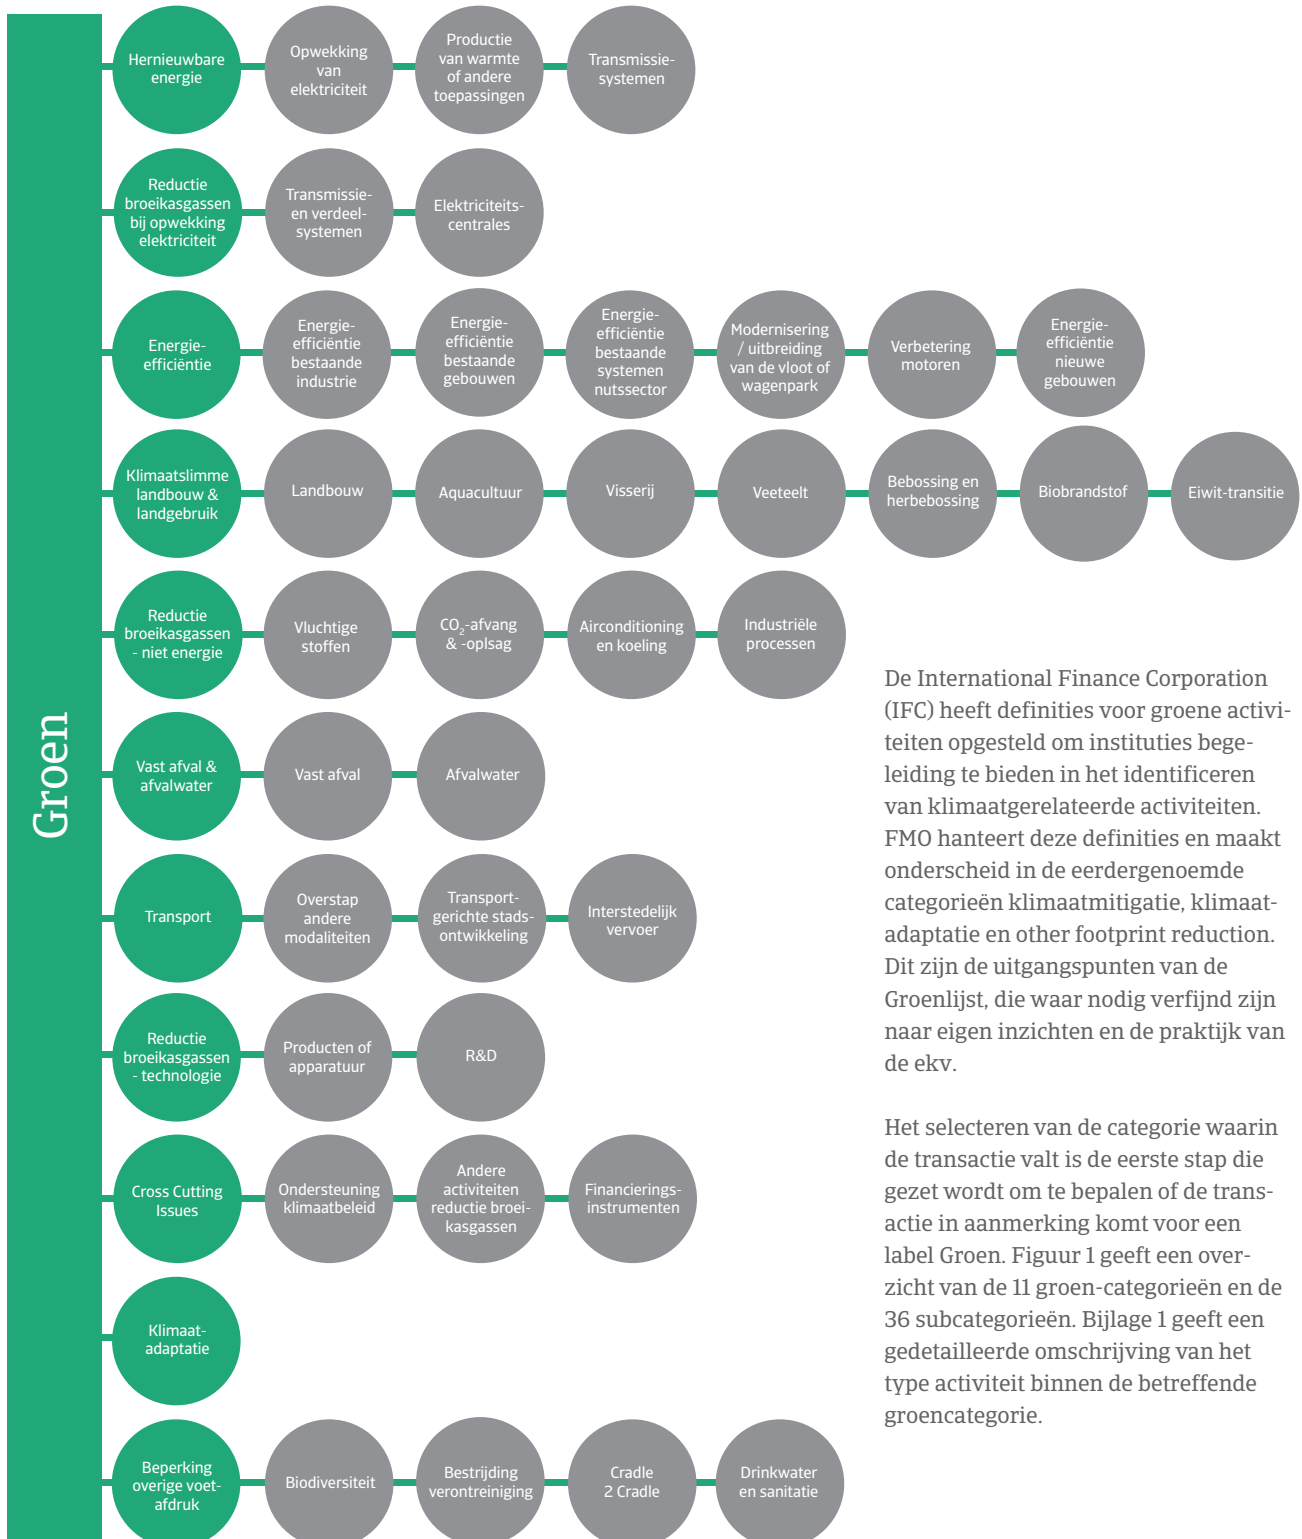 Groen
Hernieuwbare
energie
Opwekking
van
elektriciteit
Productie
van warmte
of andere
toepassingen
Transmissie-
systemen
Reductie
broeikasgassen
bij opwekking
elektriciteit
Transmissie-
en verdeel-
systemen
Elektriciteits-
centrales
Energie-
efficiëntie
Energie-
efficiëntie
bestaande
industrie
Energie-
efficiëntie
bestaande
gebouwen
Energie-
efficiëntie
bestaande
systemen
nutssector
Modernisering
/ uitbreiding
van de vloot of
wagenpark
Verbetering
motoren
Energie-
efficiëntie
nieuwe
gebouwen
Klimaatslimme
landbouw &
landgebruik
Landbouw
Aquacultuur
Visserij
Veeteelt
Bebossing en
herbebossing
Biobrandstof
Eiwit-transitie
Reductie
broeikasgassen
- niet energie
Vluchtige
stoffen
CO₂-afvang
& -oplsag
Airconditioning
en koeling
Industriële
processen
Vast afval &
afvalwater
Vast afval
Afvalwater
Transport
Overstap
andere
modaliteiten
Transport-
gerichte stads-
ontwikkeling
Interstedelijk
vervoer
Reductie
broeikasgassen
- technologie
Producten of
apparatuur
R&D
Cross Cutting
Issues
Ondersteuning
klimaatbeleid
Andere
activiteiten
reductie broei-
kasgassen
Financierings-
instrumenten
Klimaat-
adaptatie
Beperking
overige voet-
afdruk
Biodiversiteit
Bestrijding
verontreiniging
Cradle
2 Cradle
Drinkwater
en sanitatie
De International Finance Corporation
(IFC) heeft definities voor groene activi-
teiten opgesteld om instituties bege-
leiding te bieden in het identificeren
van klimaatgerelateerde activiteiten.
FMO hanteert deze definities en maakt
onderscheid in de eerdergenoemde
categorieën klimaatmitigatie, klimaat-
adaptatie en other footprint reduction.
Dit zijn de uitgangspunten van de
Groenlijst, die waar nodig verfijnd zijn
naar eigen inzichten en de praktijk van
de ekv.
Het selecteren van de categorie waarin
de transactie valt is de eerste stap die
gezet wordt om te bepalen of de trans-
actie in aanmerking komt voor een
label Groen. Figuur 1 geeft een over-
zicht van de 11 groen-categorieën en de
36 subcategorieën. Bijlage 1 geeft een
gedetailleerde omschrijving van het
type activiteit binnen de betreffende
groencategorie.